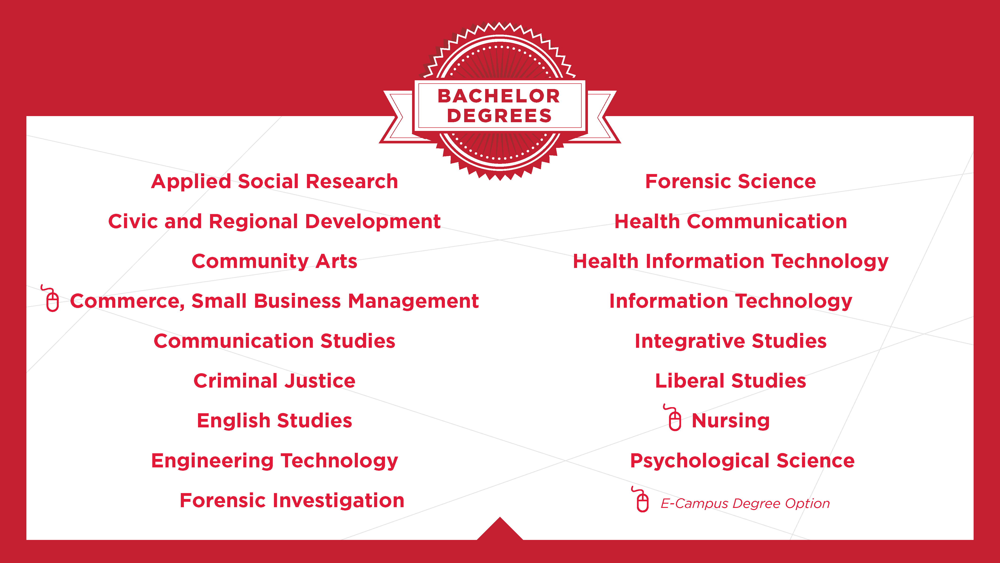 BACHELOR
DEGREES
Applied Social Research
Civic and Regional Development
Community Arts
Commerce, Small Business Management
Communication Studies
Criminal Justice
English Studies
Engineering Technology
Forensic Investigation
Forensic Science
Health Communication
Health Information Technology
Information Technology
Integrative Studies
Liberal Studies
Nursing
Psychological Science
E-Campus Degree Option